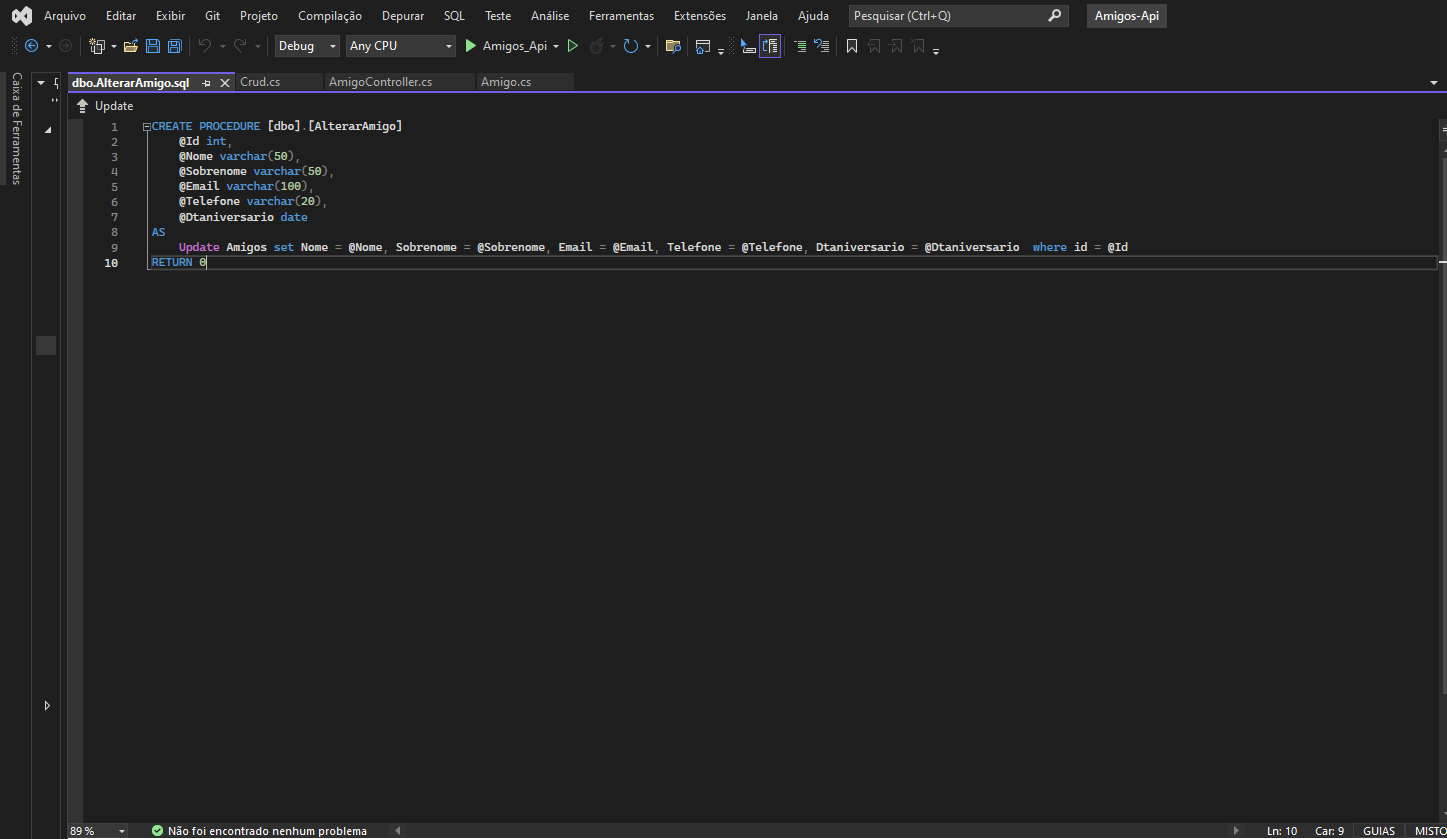 Arquivo Editar Exibir Git Projeto Compilação Depurar SQL Teste Análise Ferramentas Extensões Janela Ajuda Pesquisar (Ctrl+Q) Amigos-Api
Debug Any CPU Amigos_Api
Caixa de Ferramentas
dbo.AlterarAmigo.sql Crud.cs AmigoController.cs Amigo.cs
Update
1 CREATE PROCEDURE [dbo].[AlterarAmigo]
2 @Id int,
3 @Nome varchar(50),
4 @Sobrenome varchar(50),
5 @Email varchar(100),
6 @Telefone varchar(20),
7 @Dtaniversario date
8 AS
9 Update Amigos set Nome = @Nome, Sobrenome = @Sobrenome, Email = @Email, Telefone = @Telefone, Dtaniversario = @Dtaniversario where id = @Id
10 RETURN 0
89 % Não foi encontrado nenhum problema Ln: 10 Car: 9 GUIAS MISTO